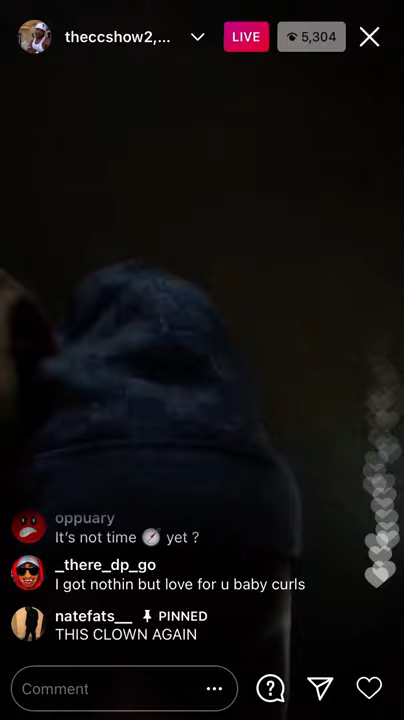 theccshow2,...
LIVE
5,304
oppuary
It's not time 🧭 yet ?
_there_dp_go
I got nothin but love for u baby curls
natefats__ PINNED
THIS CLOWN AGAIN
Comment